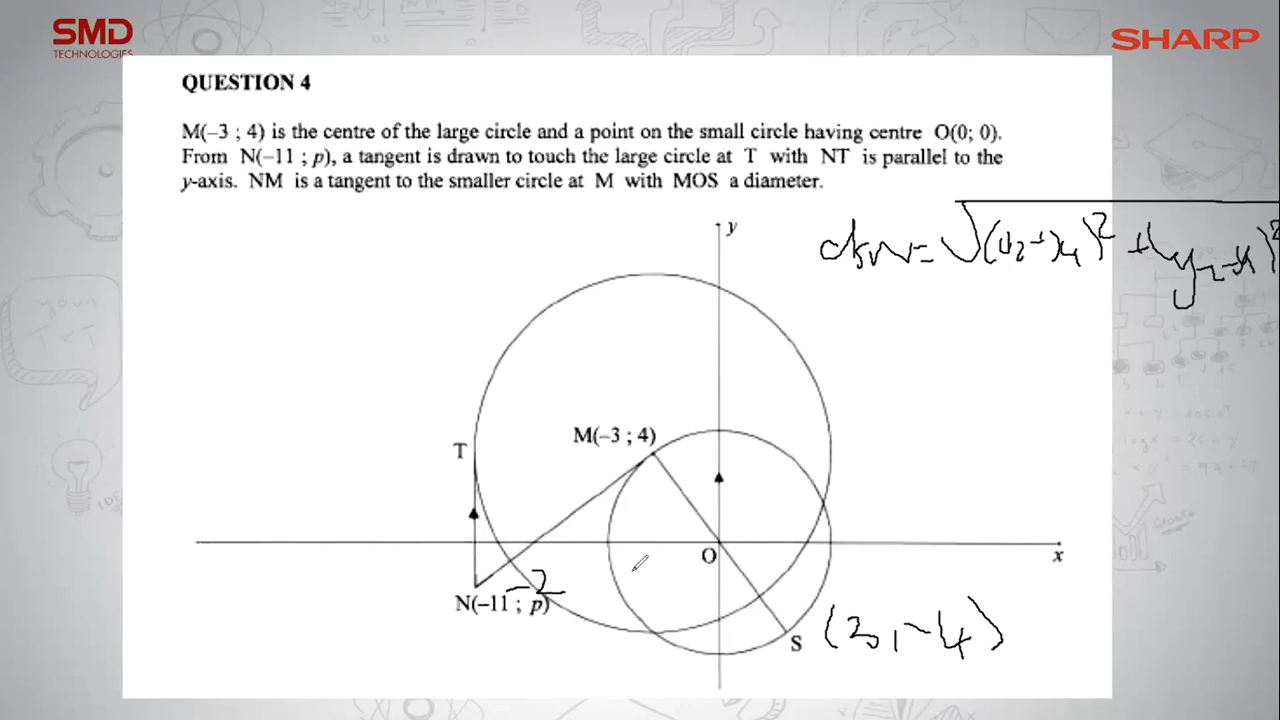 SMD
TECHNOLOGIES
SHARP
QUESTION 4
M(–3 ; 4) is the centre of the large circle and a point on the small circle having centre O(0; 0).
From N(–11 ; p), a tangent is drawn to touch the large circle at T with NT is parallel to the
y-axis. NM is a tangent to the smaller circle at M with MOS a diameter.
y
M(–3 ; 4)
T
O
x
-2
N(–11 ; p)
S
(3, -4)